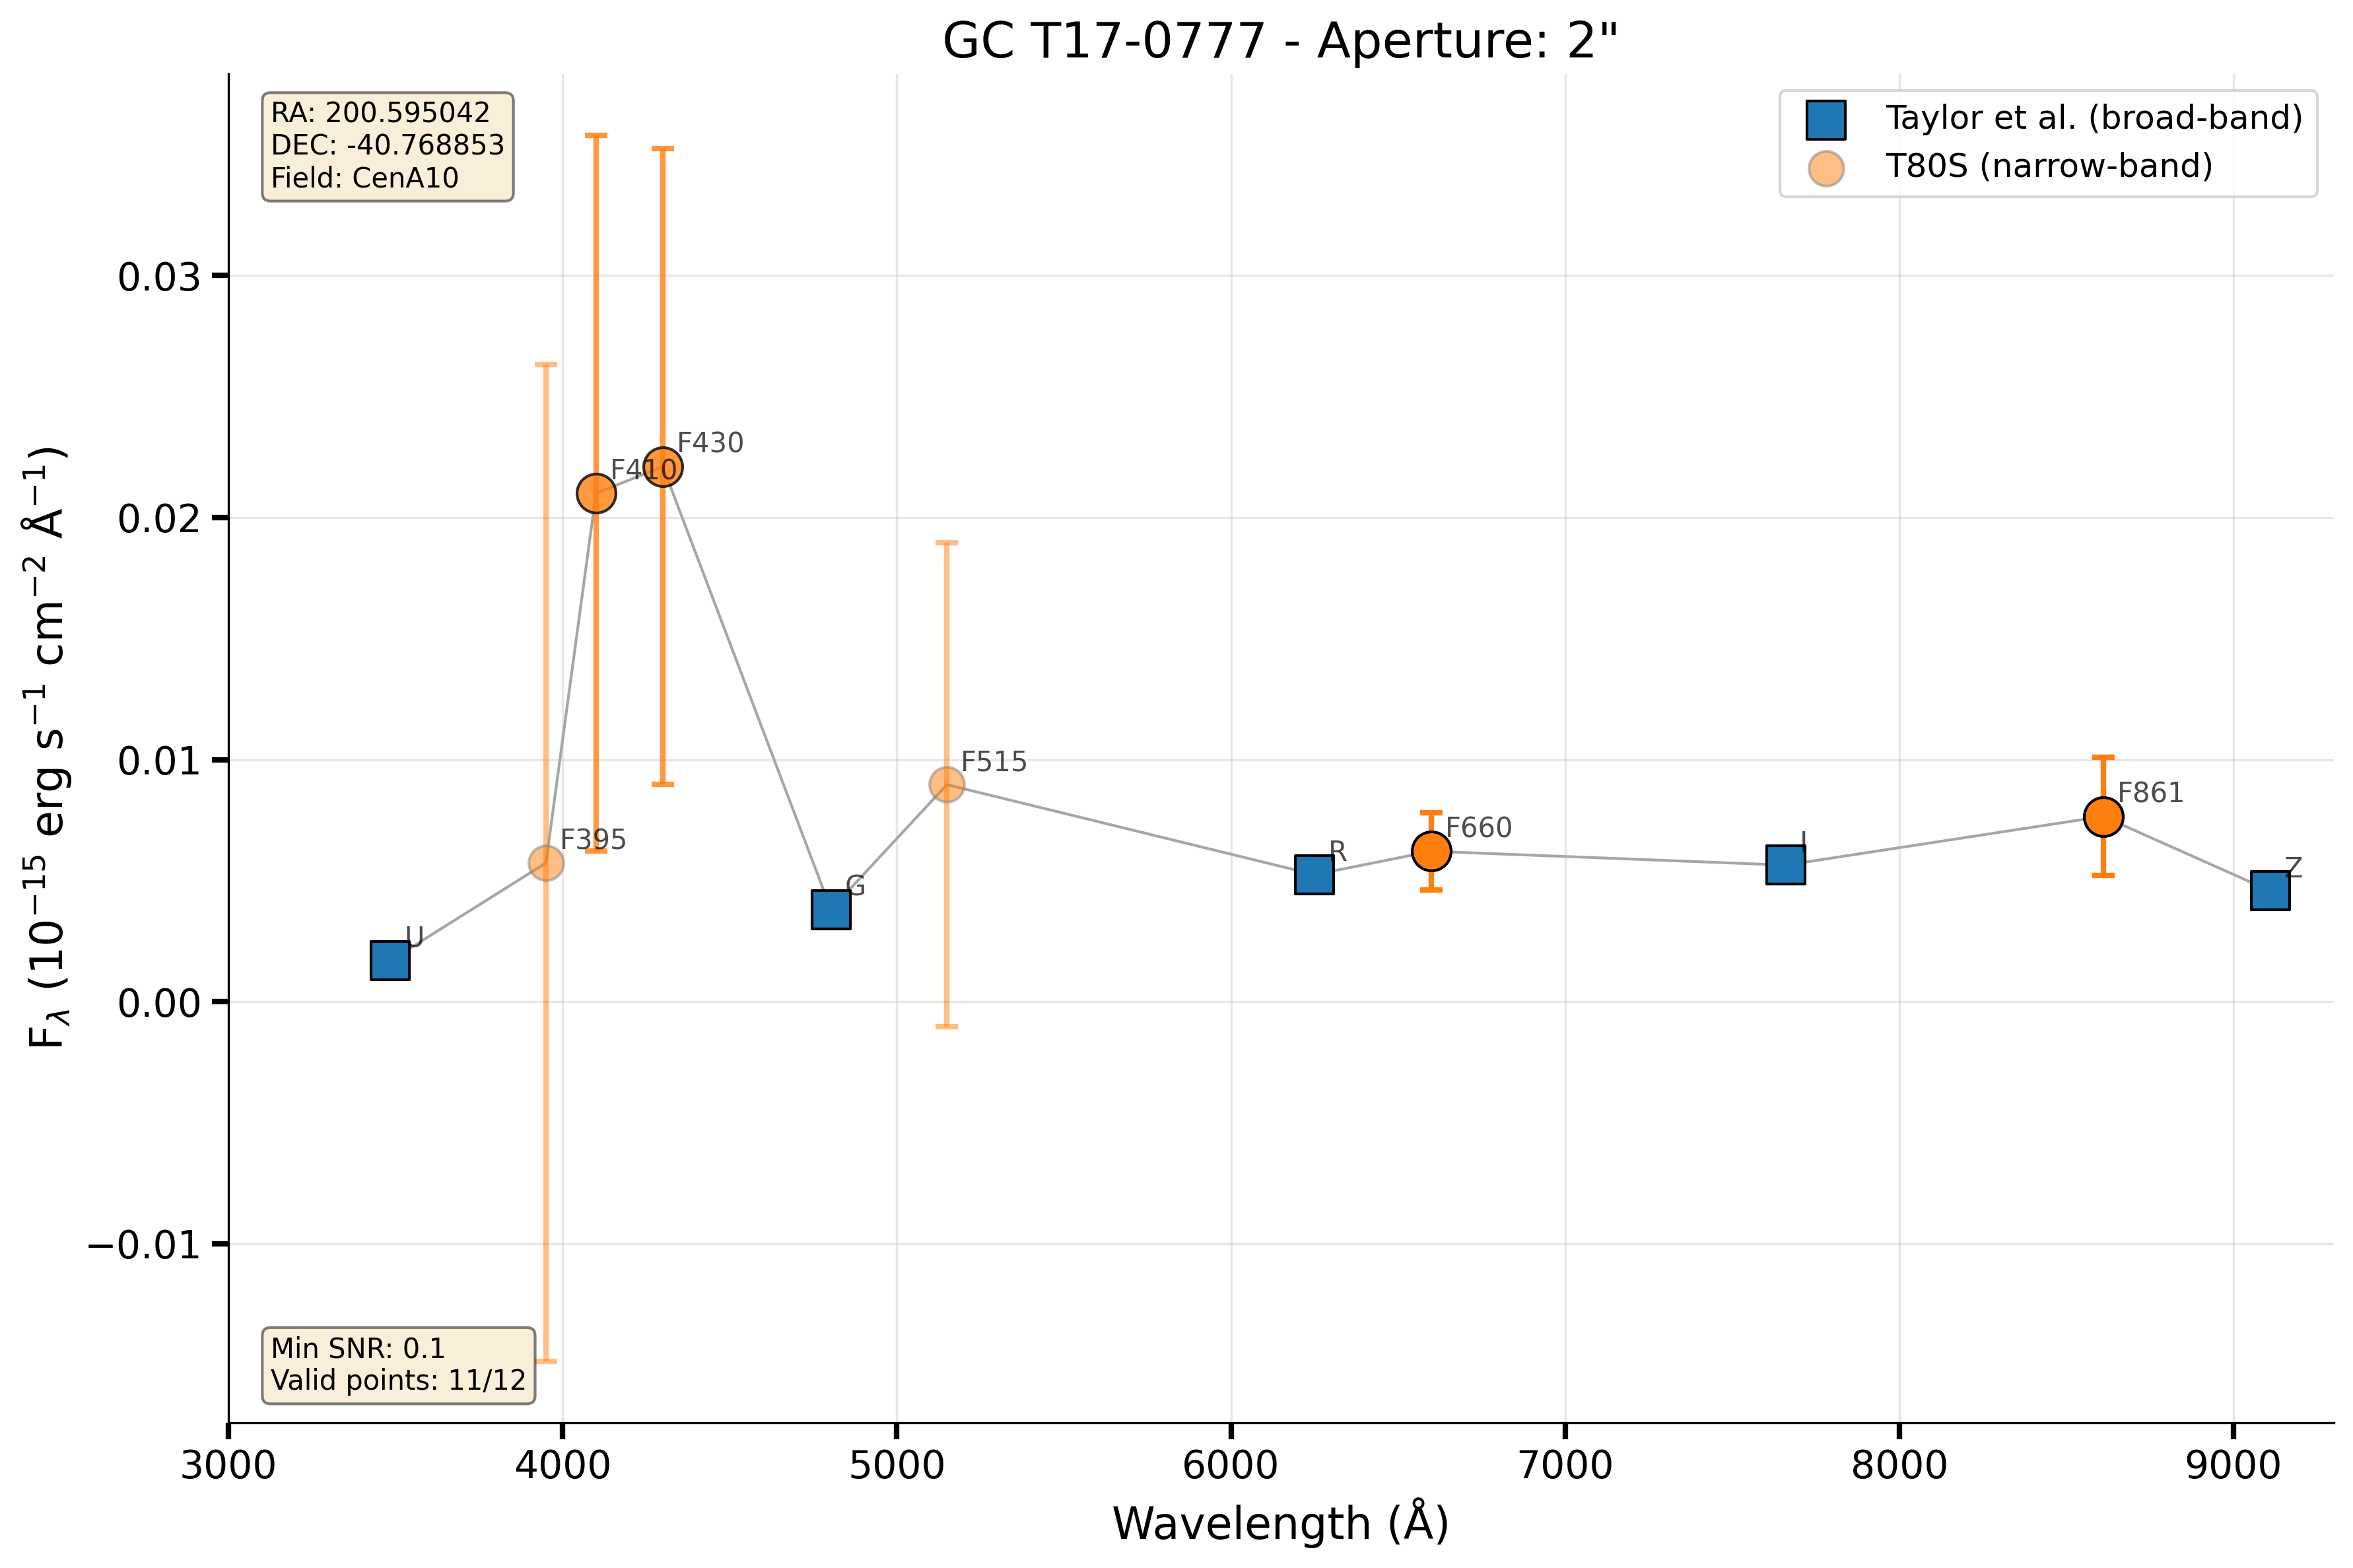 GC T17-0777 - Aperture: 2"
RA: 200.595042
DEC: -40.768853
Field: CenA10
Taylor et al. (broad-band)
T80S (narrow-band)
F_λ (10⁻¹⁵ erg s⁻¹ cm⁻² Å⁻¹)
0.03
0.02
0.01
0.00
−0.01
U
F395
F410
F430
G
F515
R
F660
I
F861
Z
Min SNR: 0.1
Valid points: 11/12
3000 4000 5000 6000 7000 8000 9000
Wavelength (Å)